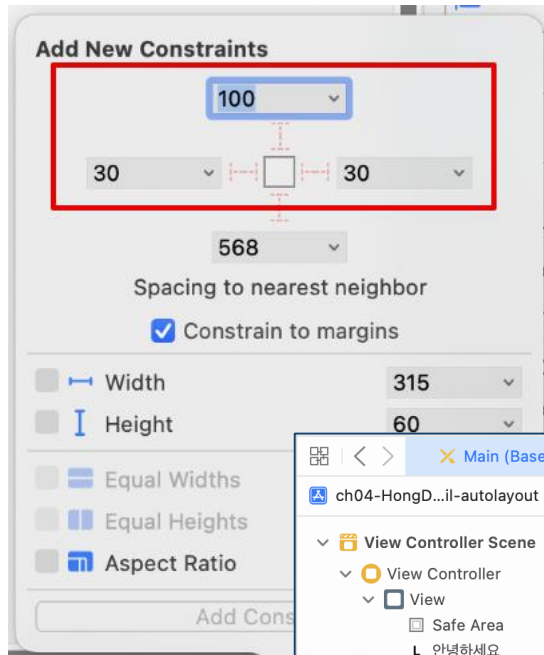 Add New Constraints
100
30
30
568
Spacing to nearest neighbor
Constrain to margins
Width
315
Height
60
Equal Widths
Equal Heights
Aspect Ratio
Add Cons
Main (Base
ch04-HongD...il-autolayout
View Controller Scene
View Controller
View
Safe Area
L 안녕하세요